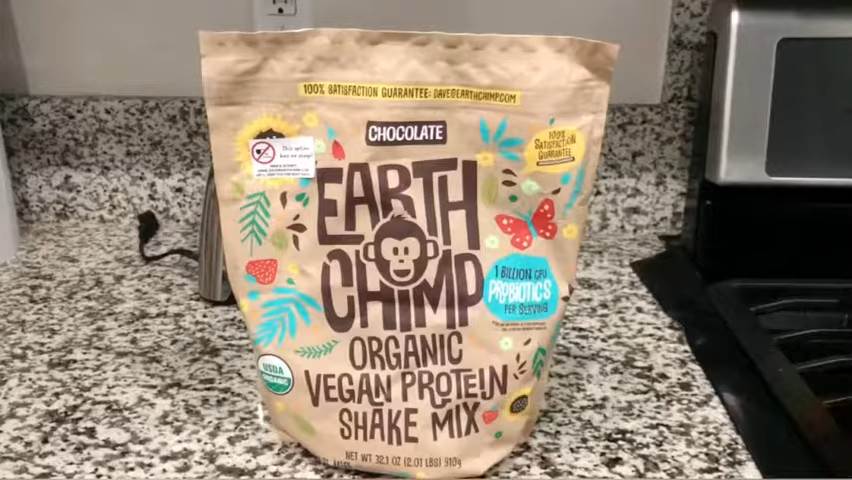 100% SATISFACTION GUARANTEE: DAVE@EARTHCHIMP.COM
CHOCOLATE
100%
SATISFACTION
GUARANTEE
This option
has no scoop!
EARTH
CHIMP
1 BILLION CFU
PROBIOTICS
PER SERVING
ORGANIC
VEGAN PROTEIN
SHAKE MIX
USDA
ORGANIC
NET WT 32.1 OZ (2.01 LBS) 910g